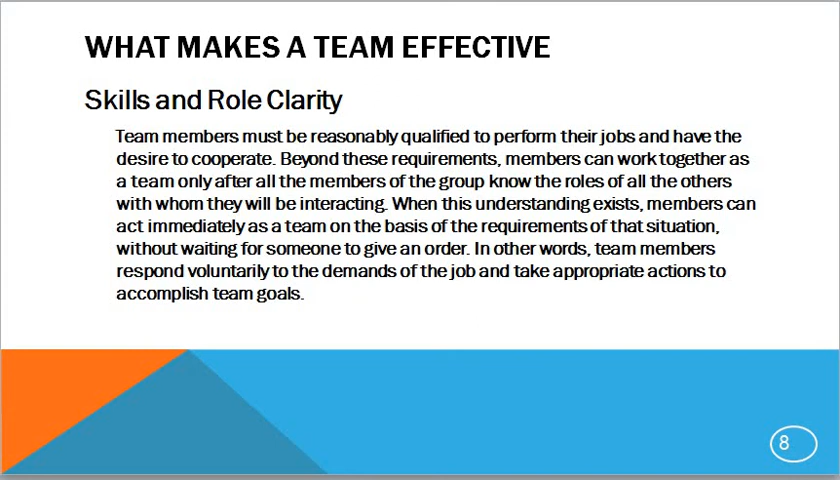 WHAT MAKES A TEAM EFFECTIVE
Skills and Role Clarity
Team members must be reasonably qualified to perform their jobs and have the
desire to cooperate. Beyond these requirements, members can work together as
a team only after all the members of the group know the roles of all the others
with whom they will be interacting. When this understanding exists, members can
act immediately as a team on the basis of the requirements of that situation,
without waiting for someone to give an order. In other words, team members
respond voluntarily to the demands of the job and take appropriate actions to
accomplish team goals.
8